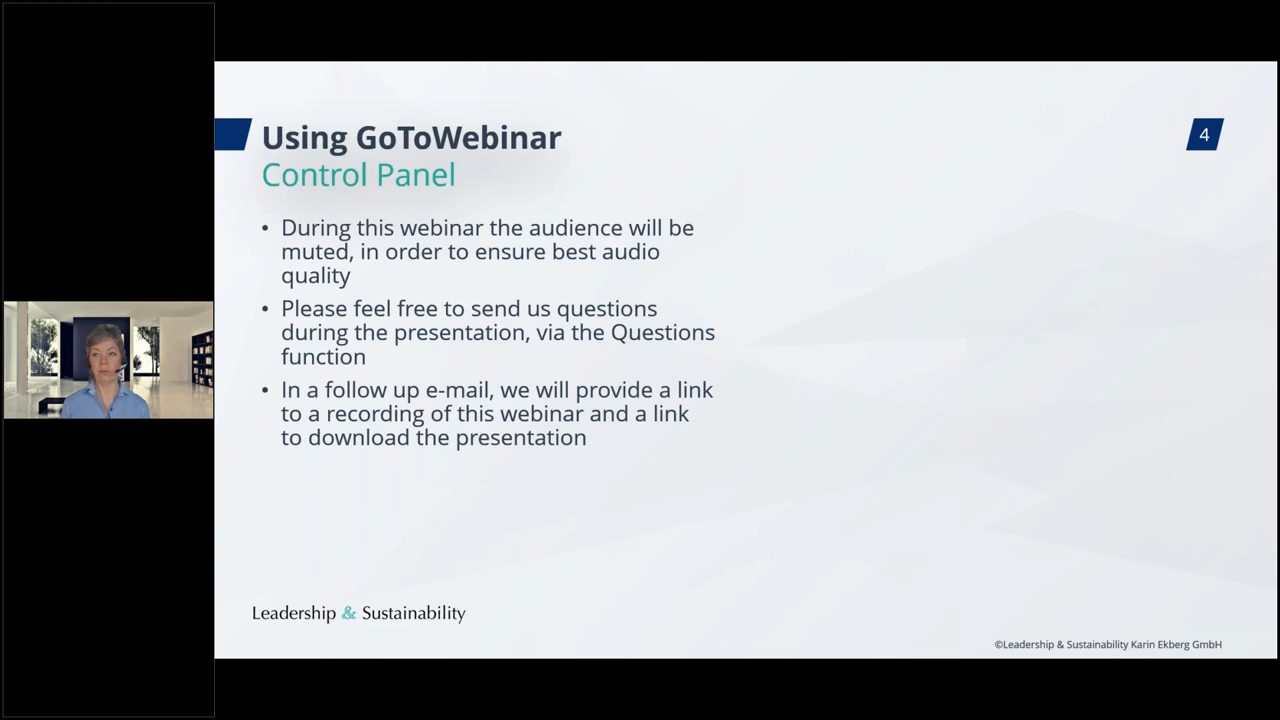 Using GoToWebinar
4
Control Panel
• During this webinar the audience will be
muted, in order to ensure best audio
quality
• Please feel free to send us questions
during the presentation, via the Questions
function
• In a follow up e-mail, we will provide a link
to a recording of this webinar and a link
to download the presentation
Leadership & Sustainability
©Leadership & Sustainability Karin Ekberg GmbH